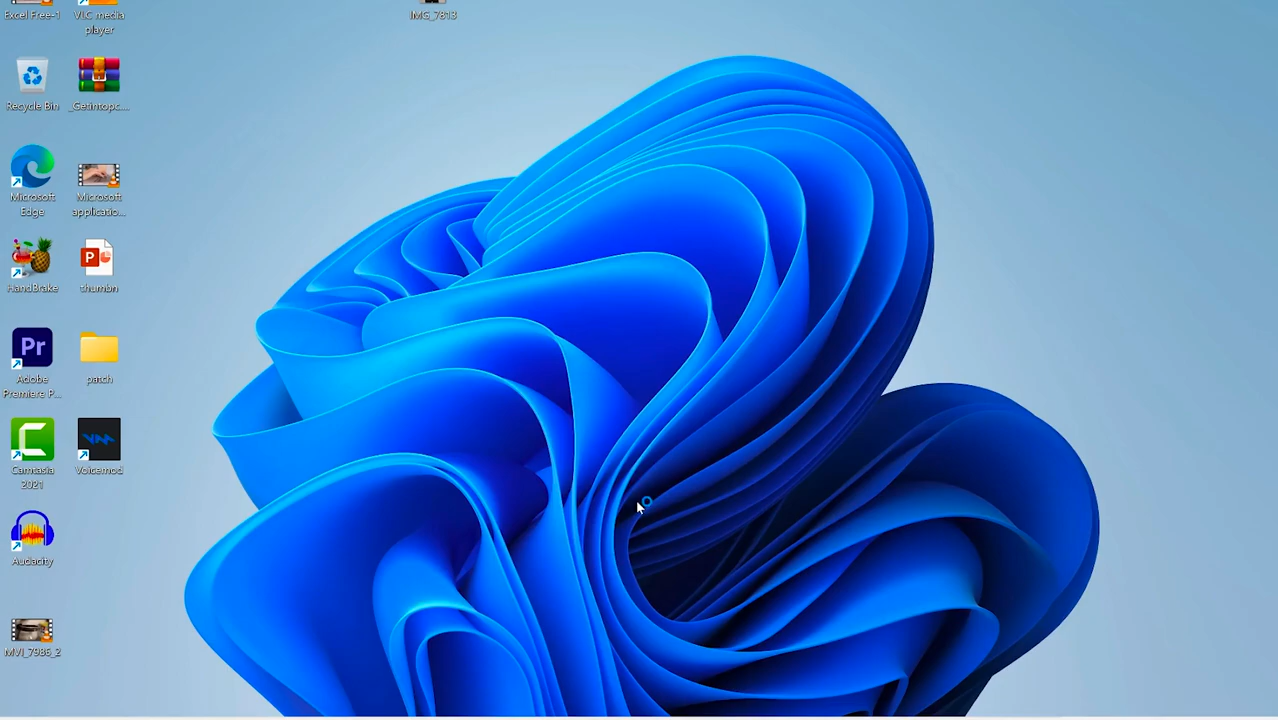 Excel Free-1
VLC media
player
IMG_7813
Recycle Bin
_Getintopc....
Microsoft
Edge
Microsoft
applicatio...
HandBrake
thumbn
Pr
P
Adobe
Premiere P...
patch
Camtasia
2021
Voicemod
Audacity
MVI_7986_2